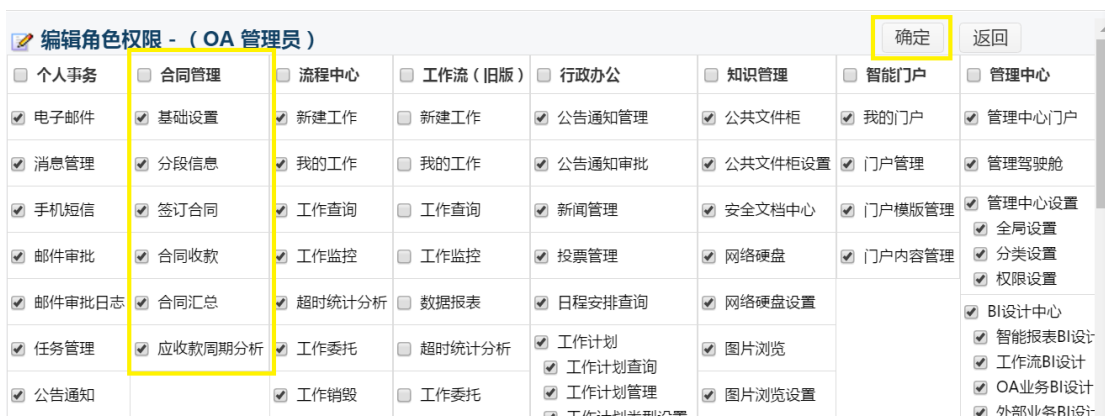 编辑角色权限 - （OA 管理员） 确定 返回
个人事务 合同管理 流程中心 工作流（旧版） 行政办公 知识管理 智能门户 管理中心
电子邮件 基础设置 新建工作 新建工作 公告通知管理 公共文件柜 我的门户 管理中心门户
消息管理 分段信息 我的工作 我的工作 公告通知审批 公共文件柜设置 门户管理 管理驾驶舱
手机短信 签订合同 工作查询 工作查询 新闻管理 安全文档中心 门户模版管理 管理中心设置
全局设置
邮件审批 合同收款 工作监控 工作监控 投票管理 网络硬盘 门户内容管理 分类设置
权限设置
邮件审批日志 合同汇总 超时统计分析 数据报表 日程安排查询 网络硬盘设置 BI设计中心
任务管理 应收款周期分析 工作委托 超时统计分析 工作计划 图片浏览 智能报表BI设计
工作计划查询 工作流BI设计
公告通知 工作销毁 工作委托 工作计划管理 图片浏览设置 OA业务BI设计
工作计划类型设置 外部业务BI设计